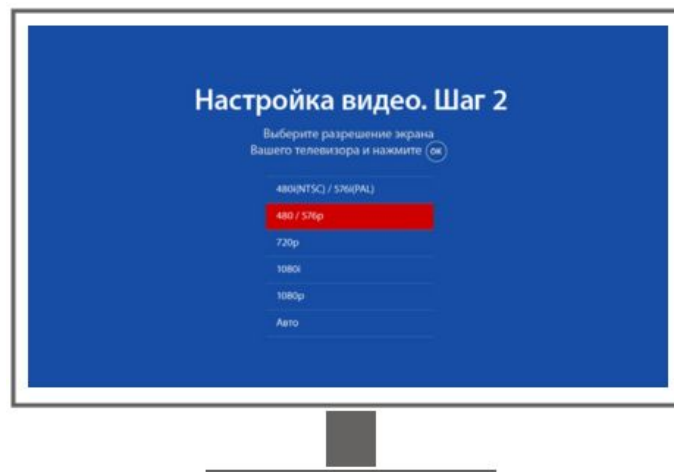 Настройка видео. Шаг 2
Выберите разрешение экрана
Вашего телевизора и нажмите OK
480i(NTSC) / 576i(PAL)
480 / 576p
720p
1080i
1080p
Авто